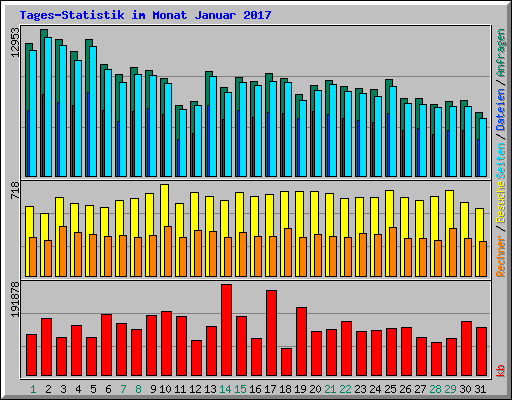 Tages-Statistik im Monat Januar 2017
12953
718
191878
Rechner / Besuche Seiten / Dateien / Anfragen
kb
1 2 3 4 5 6 7 8 9 10 11 12 13 14 15 16 17 18 19 20 21 22 23 24 25 26 27 28 29 30 31